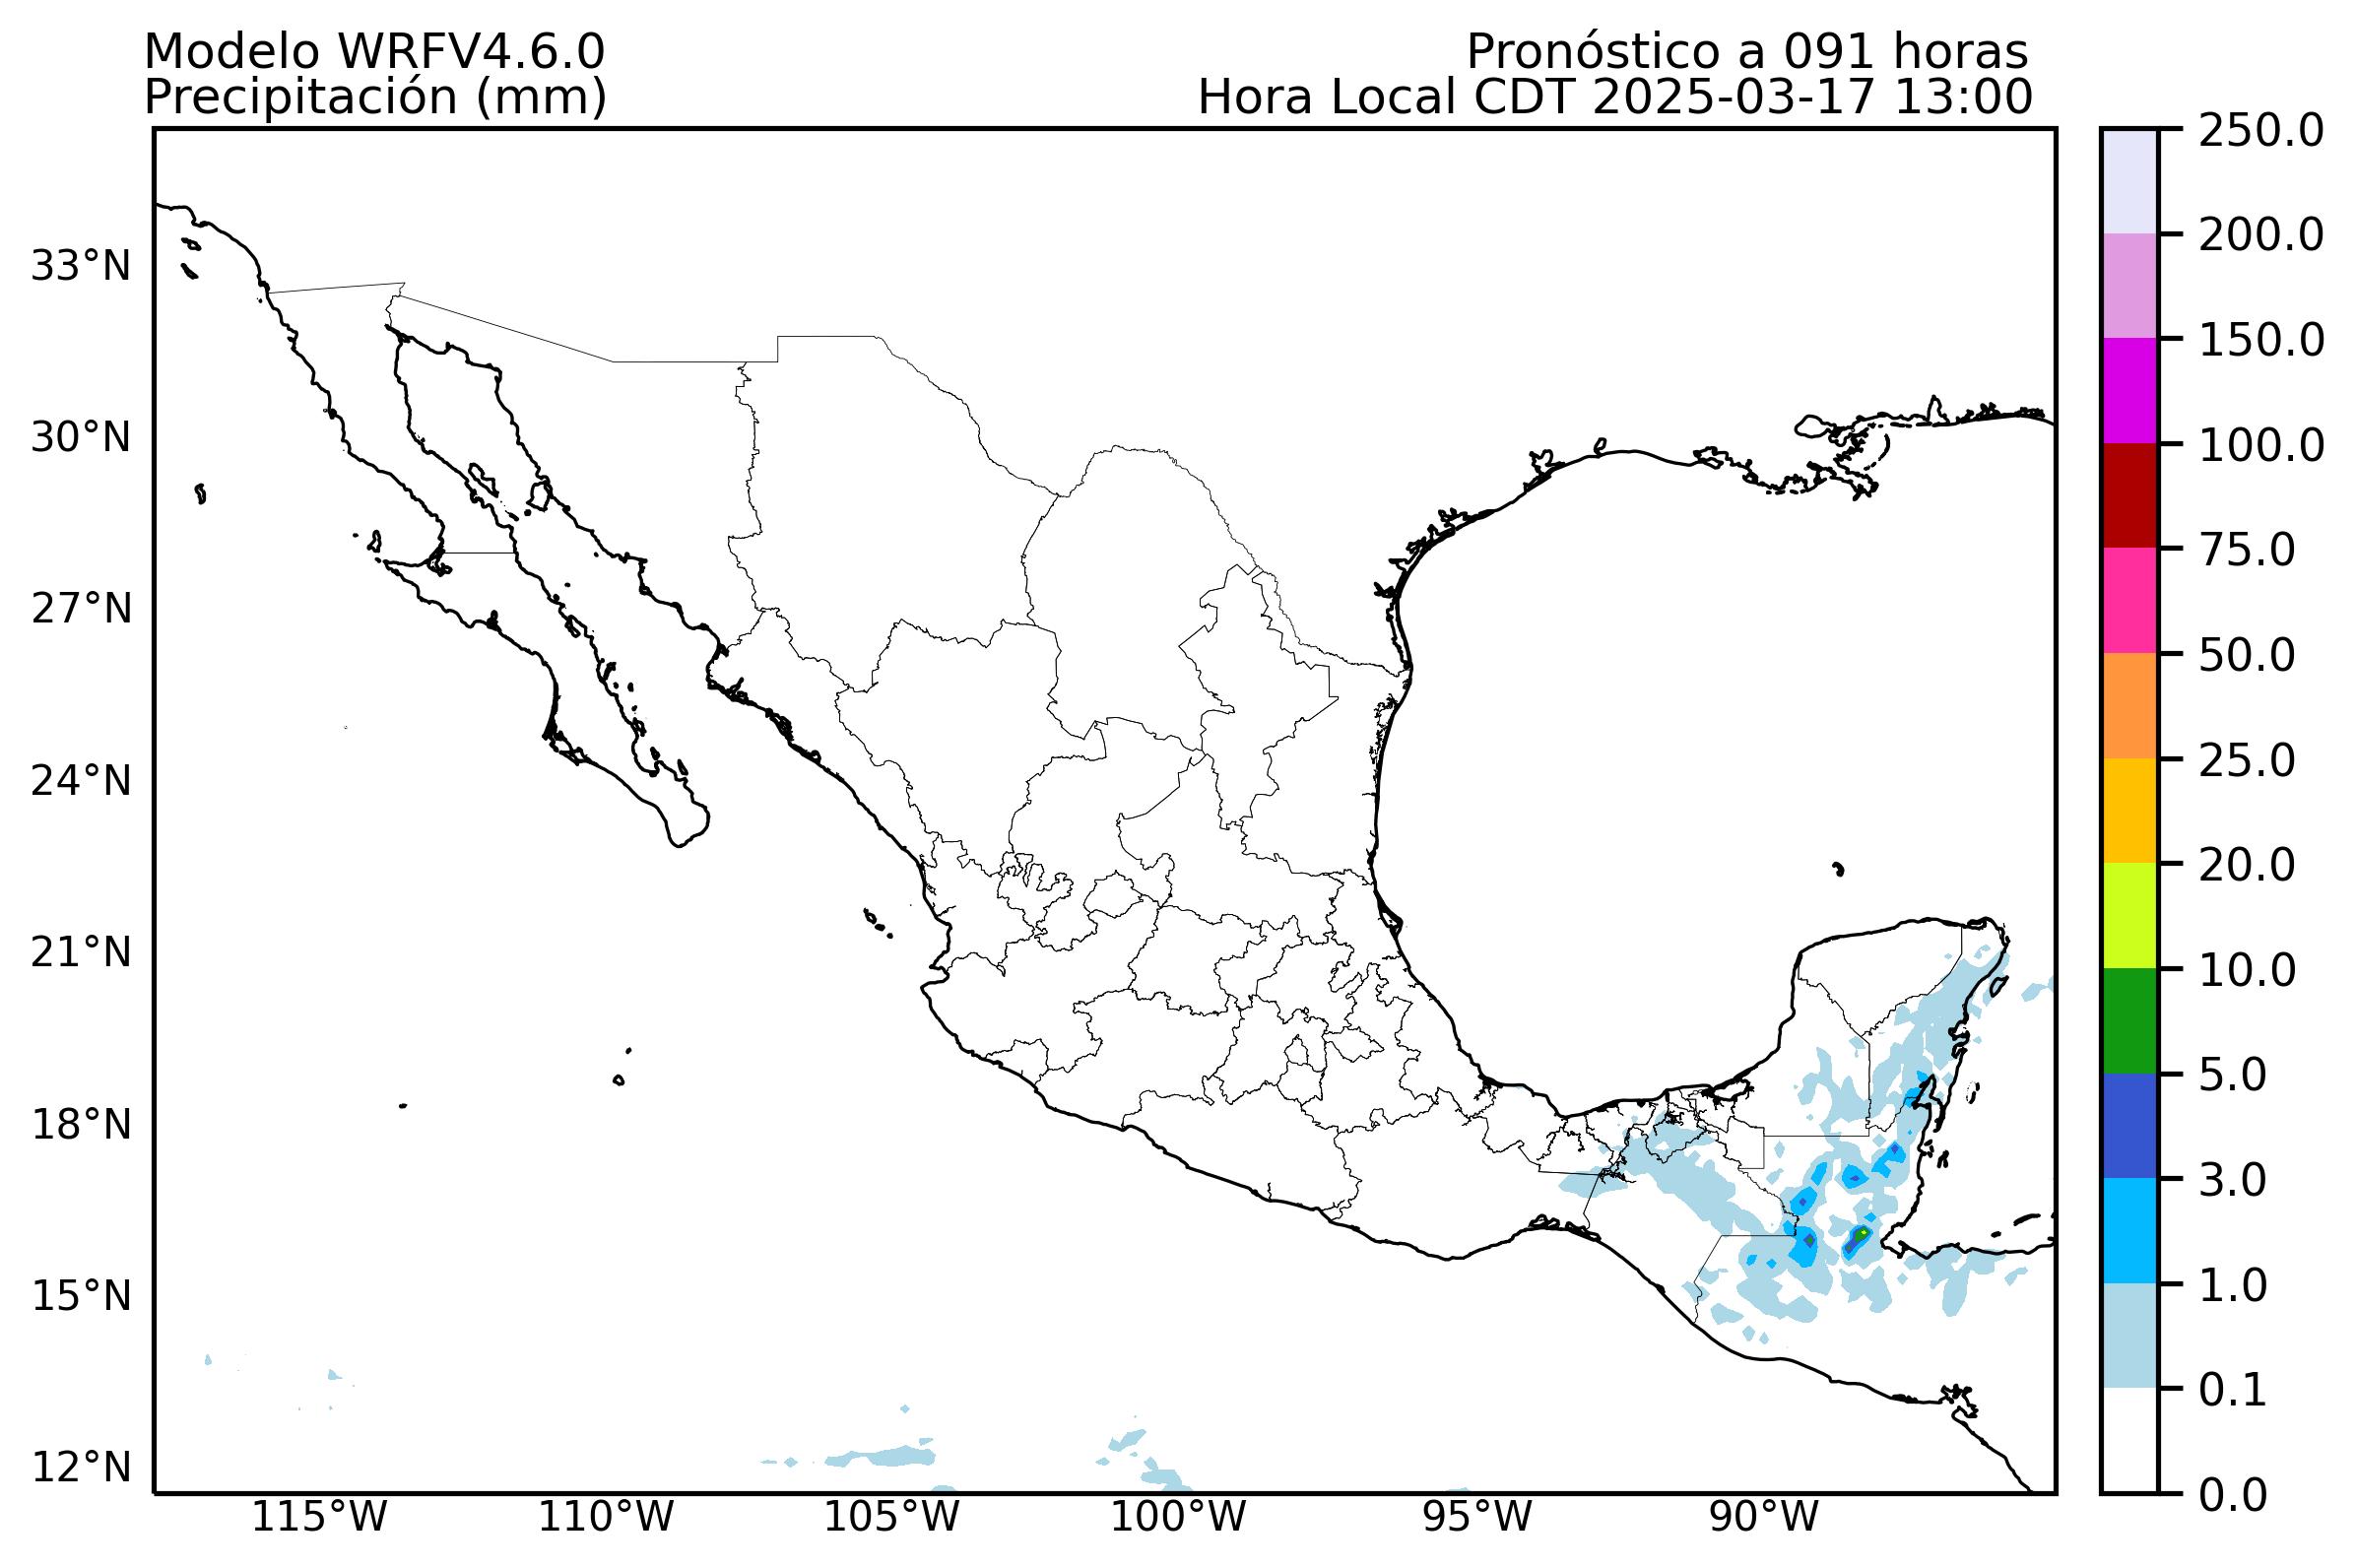 Modelo WRFV4.6.0
Precipitación (mm)
Pronóstico a 091 horas
Hora Local CDT 2025-03-17 13:00
33°N
30°N
27°N
24°N
21°N
18°N
15°N
12°N
115°W
110°W
105°W
100°W
95°W
90°W
250.0
200.0
150.0
100.0
75.0
50.0
25.0
20.0
10.0
5.0
3.0
1.0
0.1
0.0